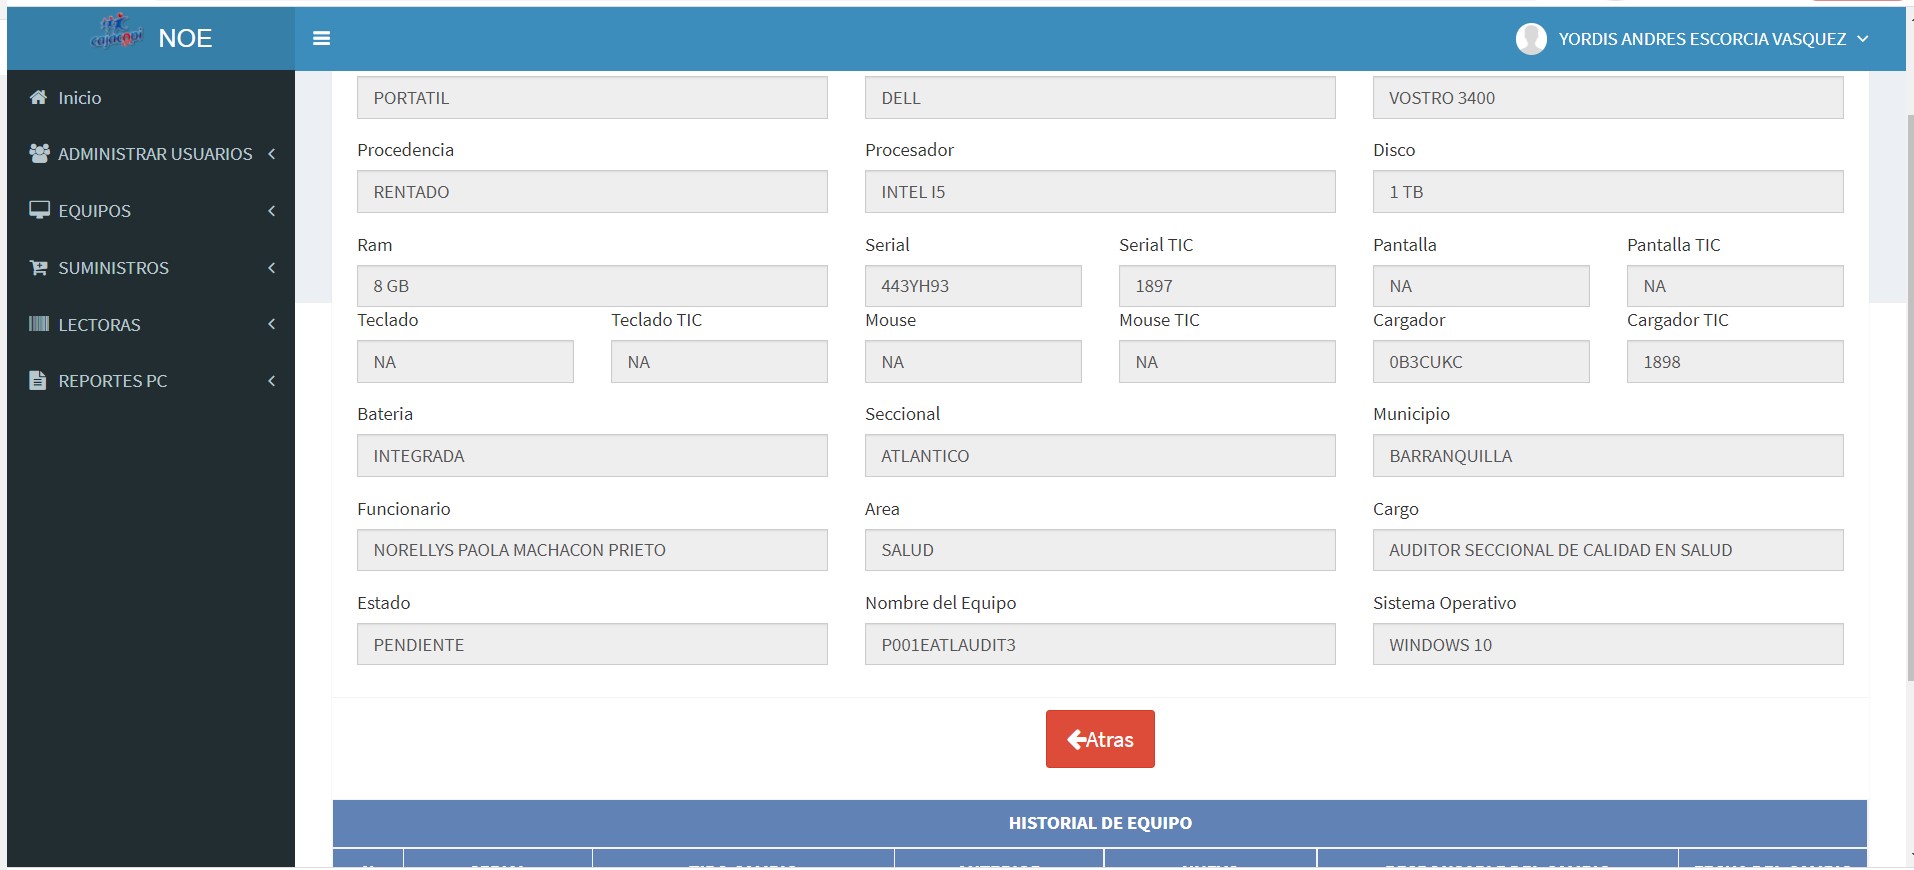 cajacopi NOE
YORDIS ANDRES ESCORCIA VASQUEZ
Inicio
ADMINISTRAR USUARIOS
EQUIPOS
SUMINISTROS
LECTORAS
REPORTES PC
PORTATIL DELL VOSTRO 3400
Procedencia Procesador Disco
RENTADO INTEL I5 1 TB
Ram Serial Serial TIC Pantalla Pantalla TIC
8 GB 443YH93 1897 NA NA
Teclado Teclado TIC Mouse Mouse TIC Cargador Cargador TIC
NA NA NA NA 0B3CUKC 1898
Bateria Seccional Municipio
INTEGRADA ATLANTICO BARRANQUILLA
Funcionario Area Cargo
NORELLYS PAOLA MACHACON PRIETO SALUD AUDITOR SECCIONAL DE CALIDAD EN SALUD
Estado Nombre del Equipo Sistema Operativo
PENDIENTE P001EATLAUDIT3 WINDOWS 10
Atras
HISTORIAL DE EQUIPO